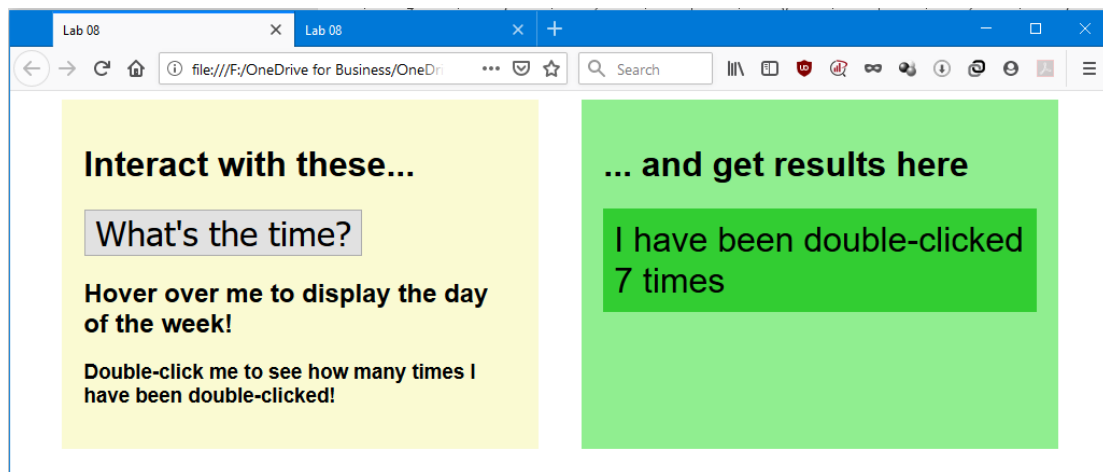 Lab 08
Lab 08
file:///F:/OneDrive for Business/OneDri
Search
Interact with these...
What's the time?
Hover over me to display the day
of the week!
Double-click me to see how many times I
have been double-clicked!
... and get results here
I have been double-clicked
7 times